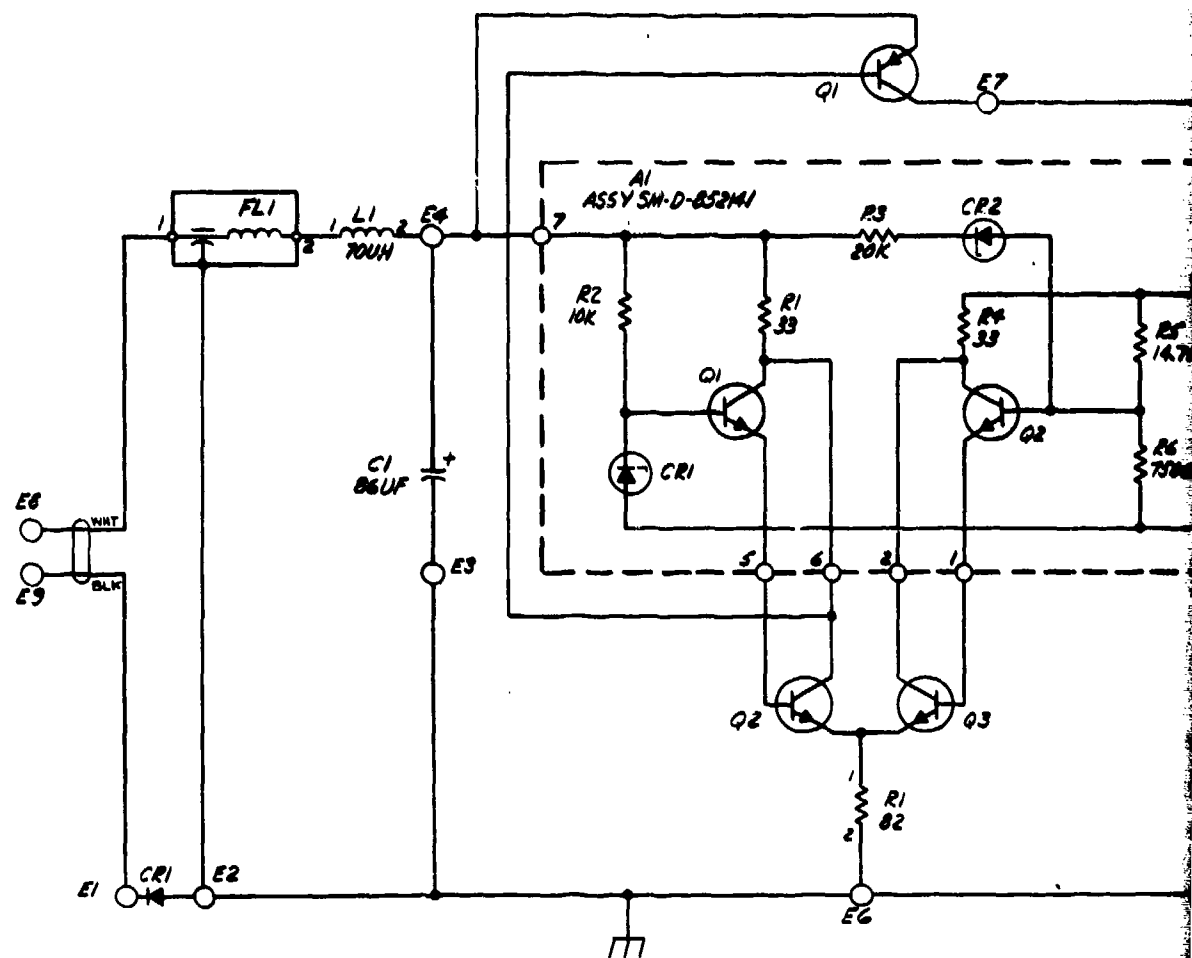 Q1
E7
A1
ASSY SM-D-852141
1
FL1
2
1
L1
2
70UH
E4
7
R3
20K
CR2
R2
10K
R1
33
R4
33
R5
Q1
Q2
C1
+
86UF
CR1
R6
E8
WHT
E9
BLK
E3
5
6
2
1
Q2
Q3
1
R1
82
2
E1
CR1
E2
E6